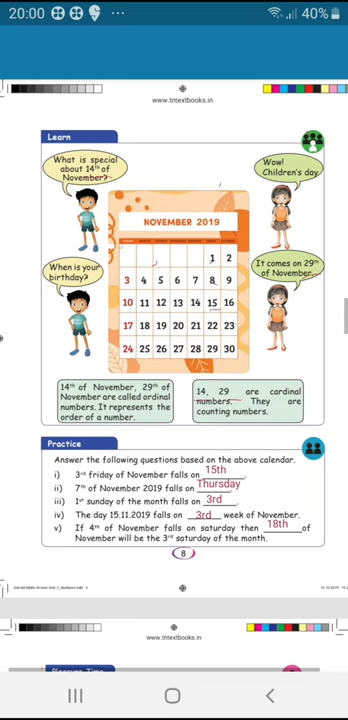 20:00 ... 40%
www.tntextbooks.in
Learn
What is special
about 14th of
November?
Wow!
Children's day
NOVEMBER 2019
1 2
When is your
birthday?
It comes on 29th
of November.
3 4 5 6 7 8 9
10 11 12 13 14 15 16
17 18 19 20 21 22 23
24 25 26 27 28 29 30
14th of November, 29th of
November are called ordinal
numbers. It represents the
order of a number.
14, 29 are cardinal
numbers. They are
counting numbers.
Practice
Answer the following questions based on the above calendar.
i) 3rd friday of November falls on 15th.
ii) 7th of November 2019 falls on Thursday.
iii) 1st sunday of the month falls on 3rd.
iv) The day 15.11.2019 falls on 3rd week of November.
v) If 4th of November falls on saturday then 18th of
November will be the 3rd saturday of the month.
8
www.tntextbooks.in